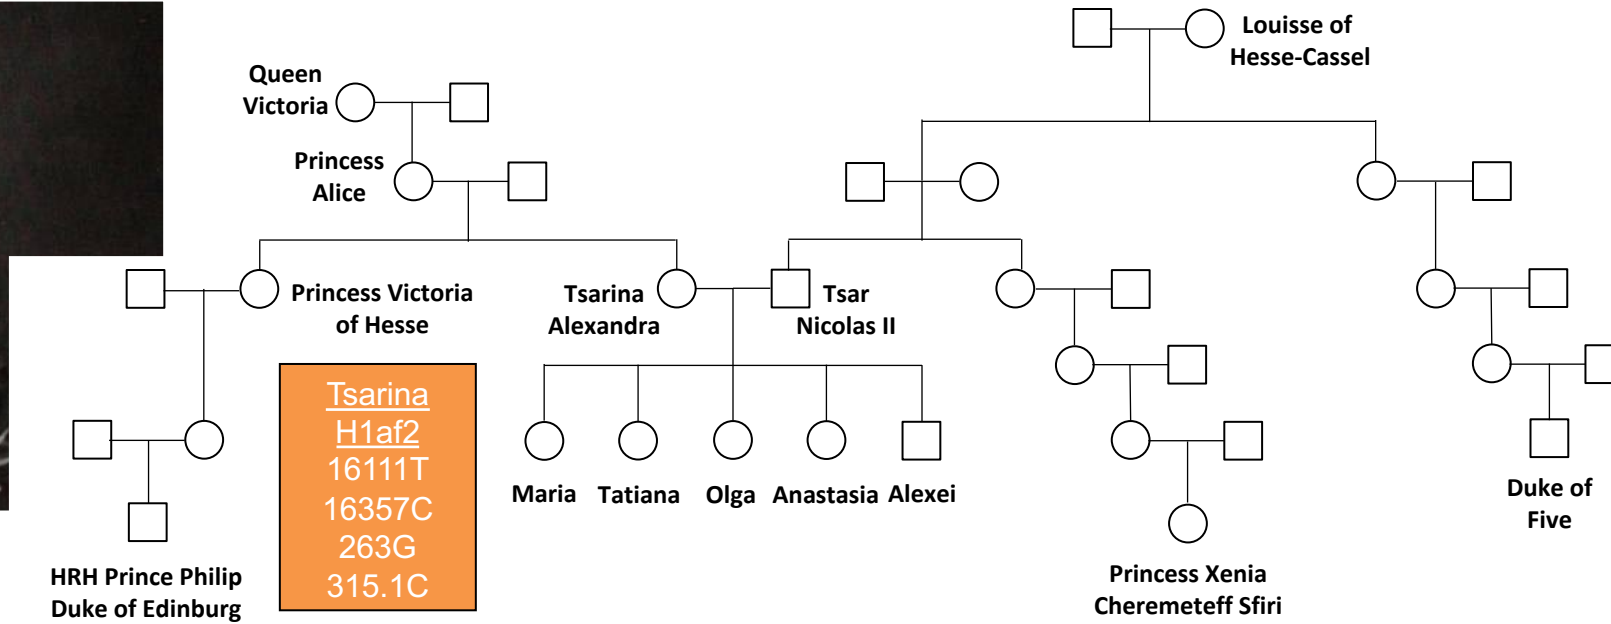 Louisse of
Hesse-Cassel
Queen
Victoria
Princess
Alice
Princess Victoria
of Hesse
Tsarina
Alexandra
Tsar
Nicolas II
Tsarina
H1af2
16111T
16357C
263G
315.1C
Maria
Tatiana
Olga
Anastasia
Alexei
Duke of
Five
HRH Prince Philip
Duke of Edinburg
Princess Xenia
Cheremeteff Sfiri